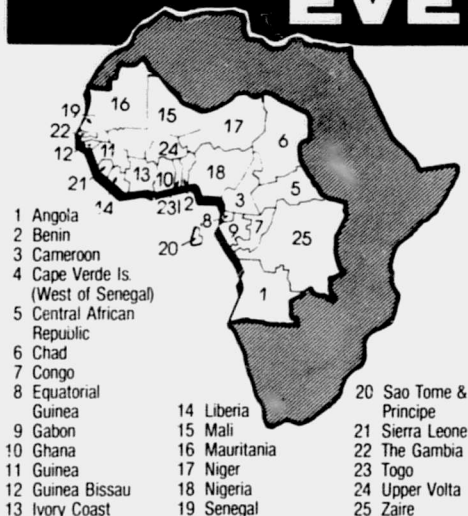 EVE
16
15
19
17
6
22
24
12
11
18
13
10
5
21
3
14
23
2
8
9
7
25
20
1
1 Angola
2 Benin
3 Cameroon
4 Cape Verde Is.
(West of Senegal)
5 Central African
Republic
6 Chad
7 Congo
8 Equatorial
Guinea
9 Gabon
10 Ghana
11 Guinea
12 Guinea Bissau
13 Ivory Coast
14 Liberia
15 Mali
16 Mauritania
17 Niger
18 Nigeria
19 Senegal
20 Sao Tome &
Principe
21 Sierra Leone
22 The Gambia
23 Togo
24 Upper Volta
25 Zaire